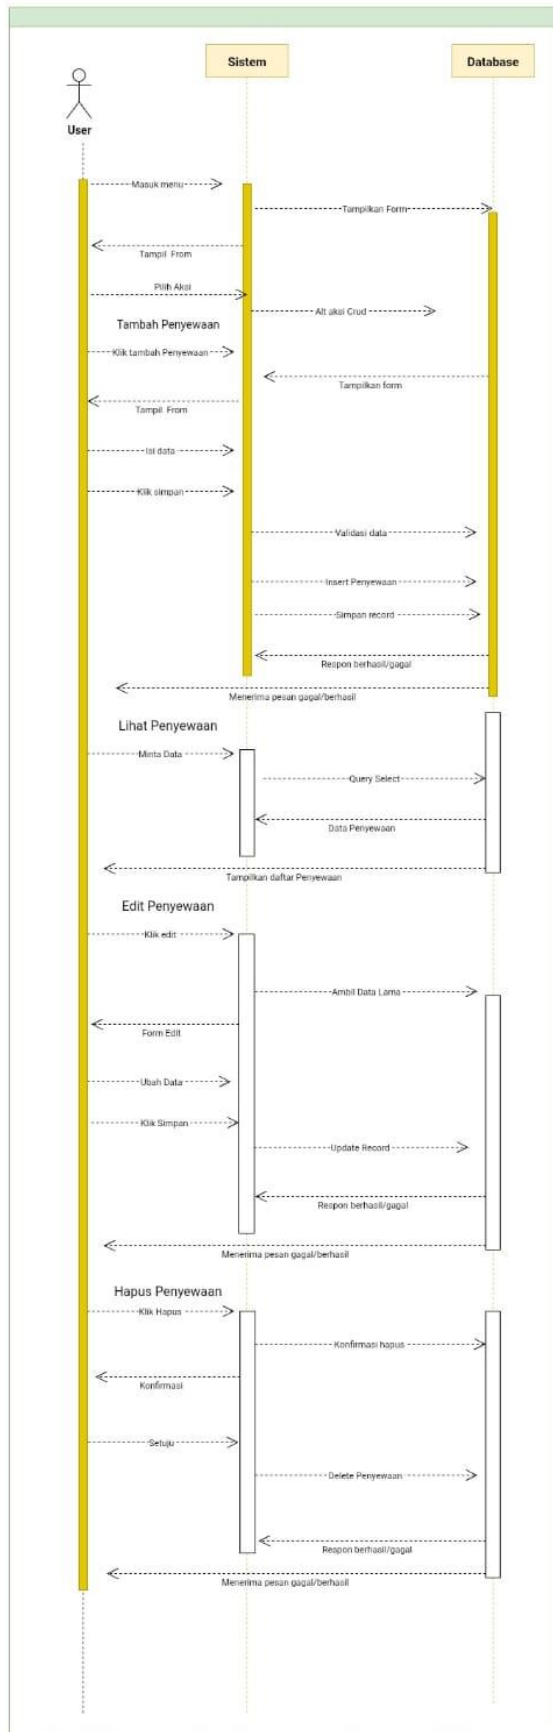 Sistem
Database
User
Masuk menu
Tampilkan Form
Tampil From
Pilih Aksi
Alt aksi Crud
Tambah Penyewaan
Klik tambah Penyewaan
Tampilkan form
Tampil From
Isi data
Klik simpan
Validasi data
Insert Penyewaan
Simpan record
Respon berhasil/gagal
Menerima pesan gagal/berhasil
Lihat Penyewaan
Minta Data
Query Select
Data Penyewaan
Tampilkan daftar Penyewaan
Edit Penyewaan
Klik edit
Ambil Data Lama
Form Edit
Ubah Data
Klik Simpan
Update Record
Respon berhasil/gagal
Menerima pesan gagal/berhasil
Hapus Penyewaan
Klik Hapus
Konfirmasi hapus
Konfirmasi
Setuju
Delete Penyewaan
Respon berhasil/gagal
Menerima pesan gagal/berhasil